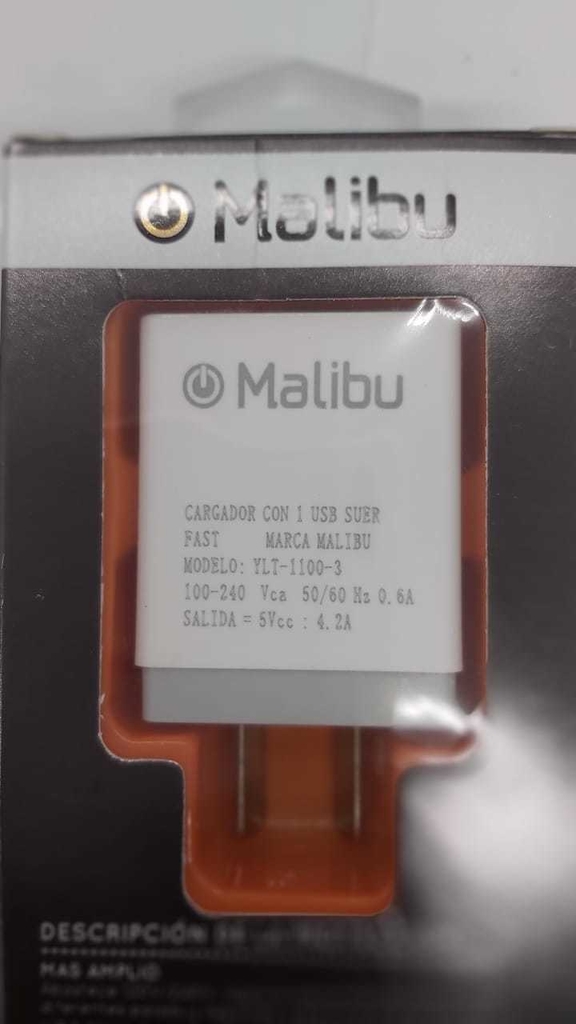 Malibu
Malibu
CARGADOR CON 1 USB SUER
FAST MARCA MALIBU
MODELO: YLT-1100-3
100-240 Vca 50/60 Hz 0.6A
SALIDA = 5Vcc : 4.2A
DESCRIPCIÓN
MAS AMPLIO